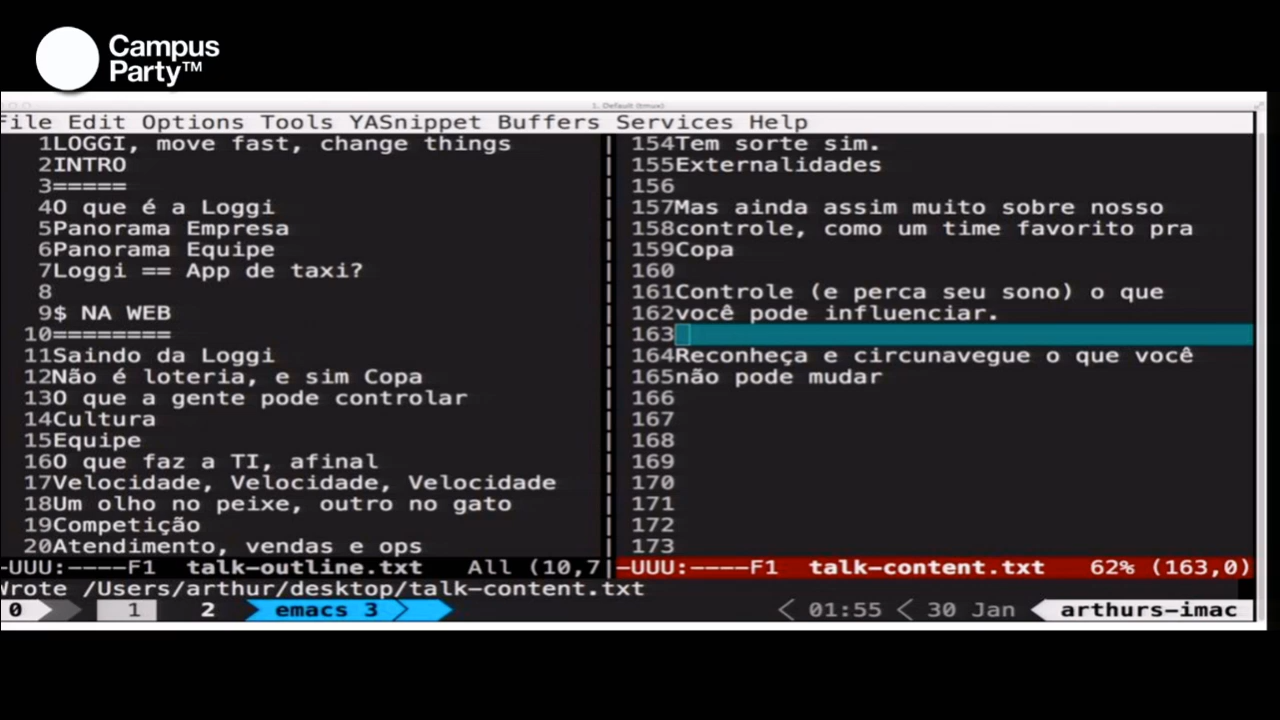 Campus
Party™
1. Default (tmux)
File Edit Options Tools YASnippet Buffers Services Help
1LOGGI, move fast, change things
2INTRO
3=====
4O que é a Loggi
5Panorama Empresa
6Panorama Equipe
7Loggi == App de taxi?
8
9$ NA WEB
10========
11Saindo da Loggi
12Não é loteria, e sim Copa
13O que a gente pode controlar
14Cultura
15Equipe
16O que faz a TI, afinal
17Velocidade, Velocidade, Velocidade
18Um olho no peixe, outro no gato
19Competição
20Atendimento, vendas e ops
-UUU:----F1 talk-outline.txt All (10,7
154Tem sorte sim.
155Externalidades
156
157Mas ainda assim muito sobre nosso
158controle, como um time favorito pra
159Copa
160
161Controle (e perca seu sono) o que
162você pode influenciar.
163
164Reconheça e circunavegue o que você
165não pode mudar
166
167
168
169
170
171
172
173
-UUU:----F1 talk-content.txt 62% (163,0)
Wrote /Users/arthur/desktop/talk-content.txt
0 1 2 emacs 3 01:55 30 Jan arthurs-imac